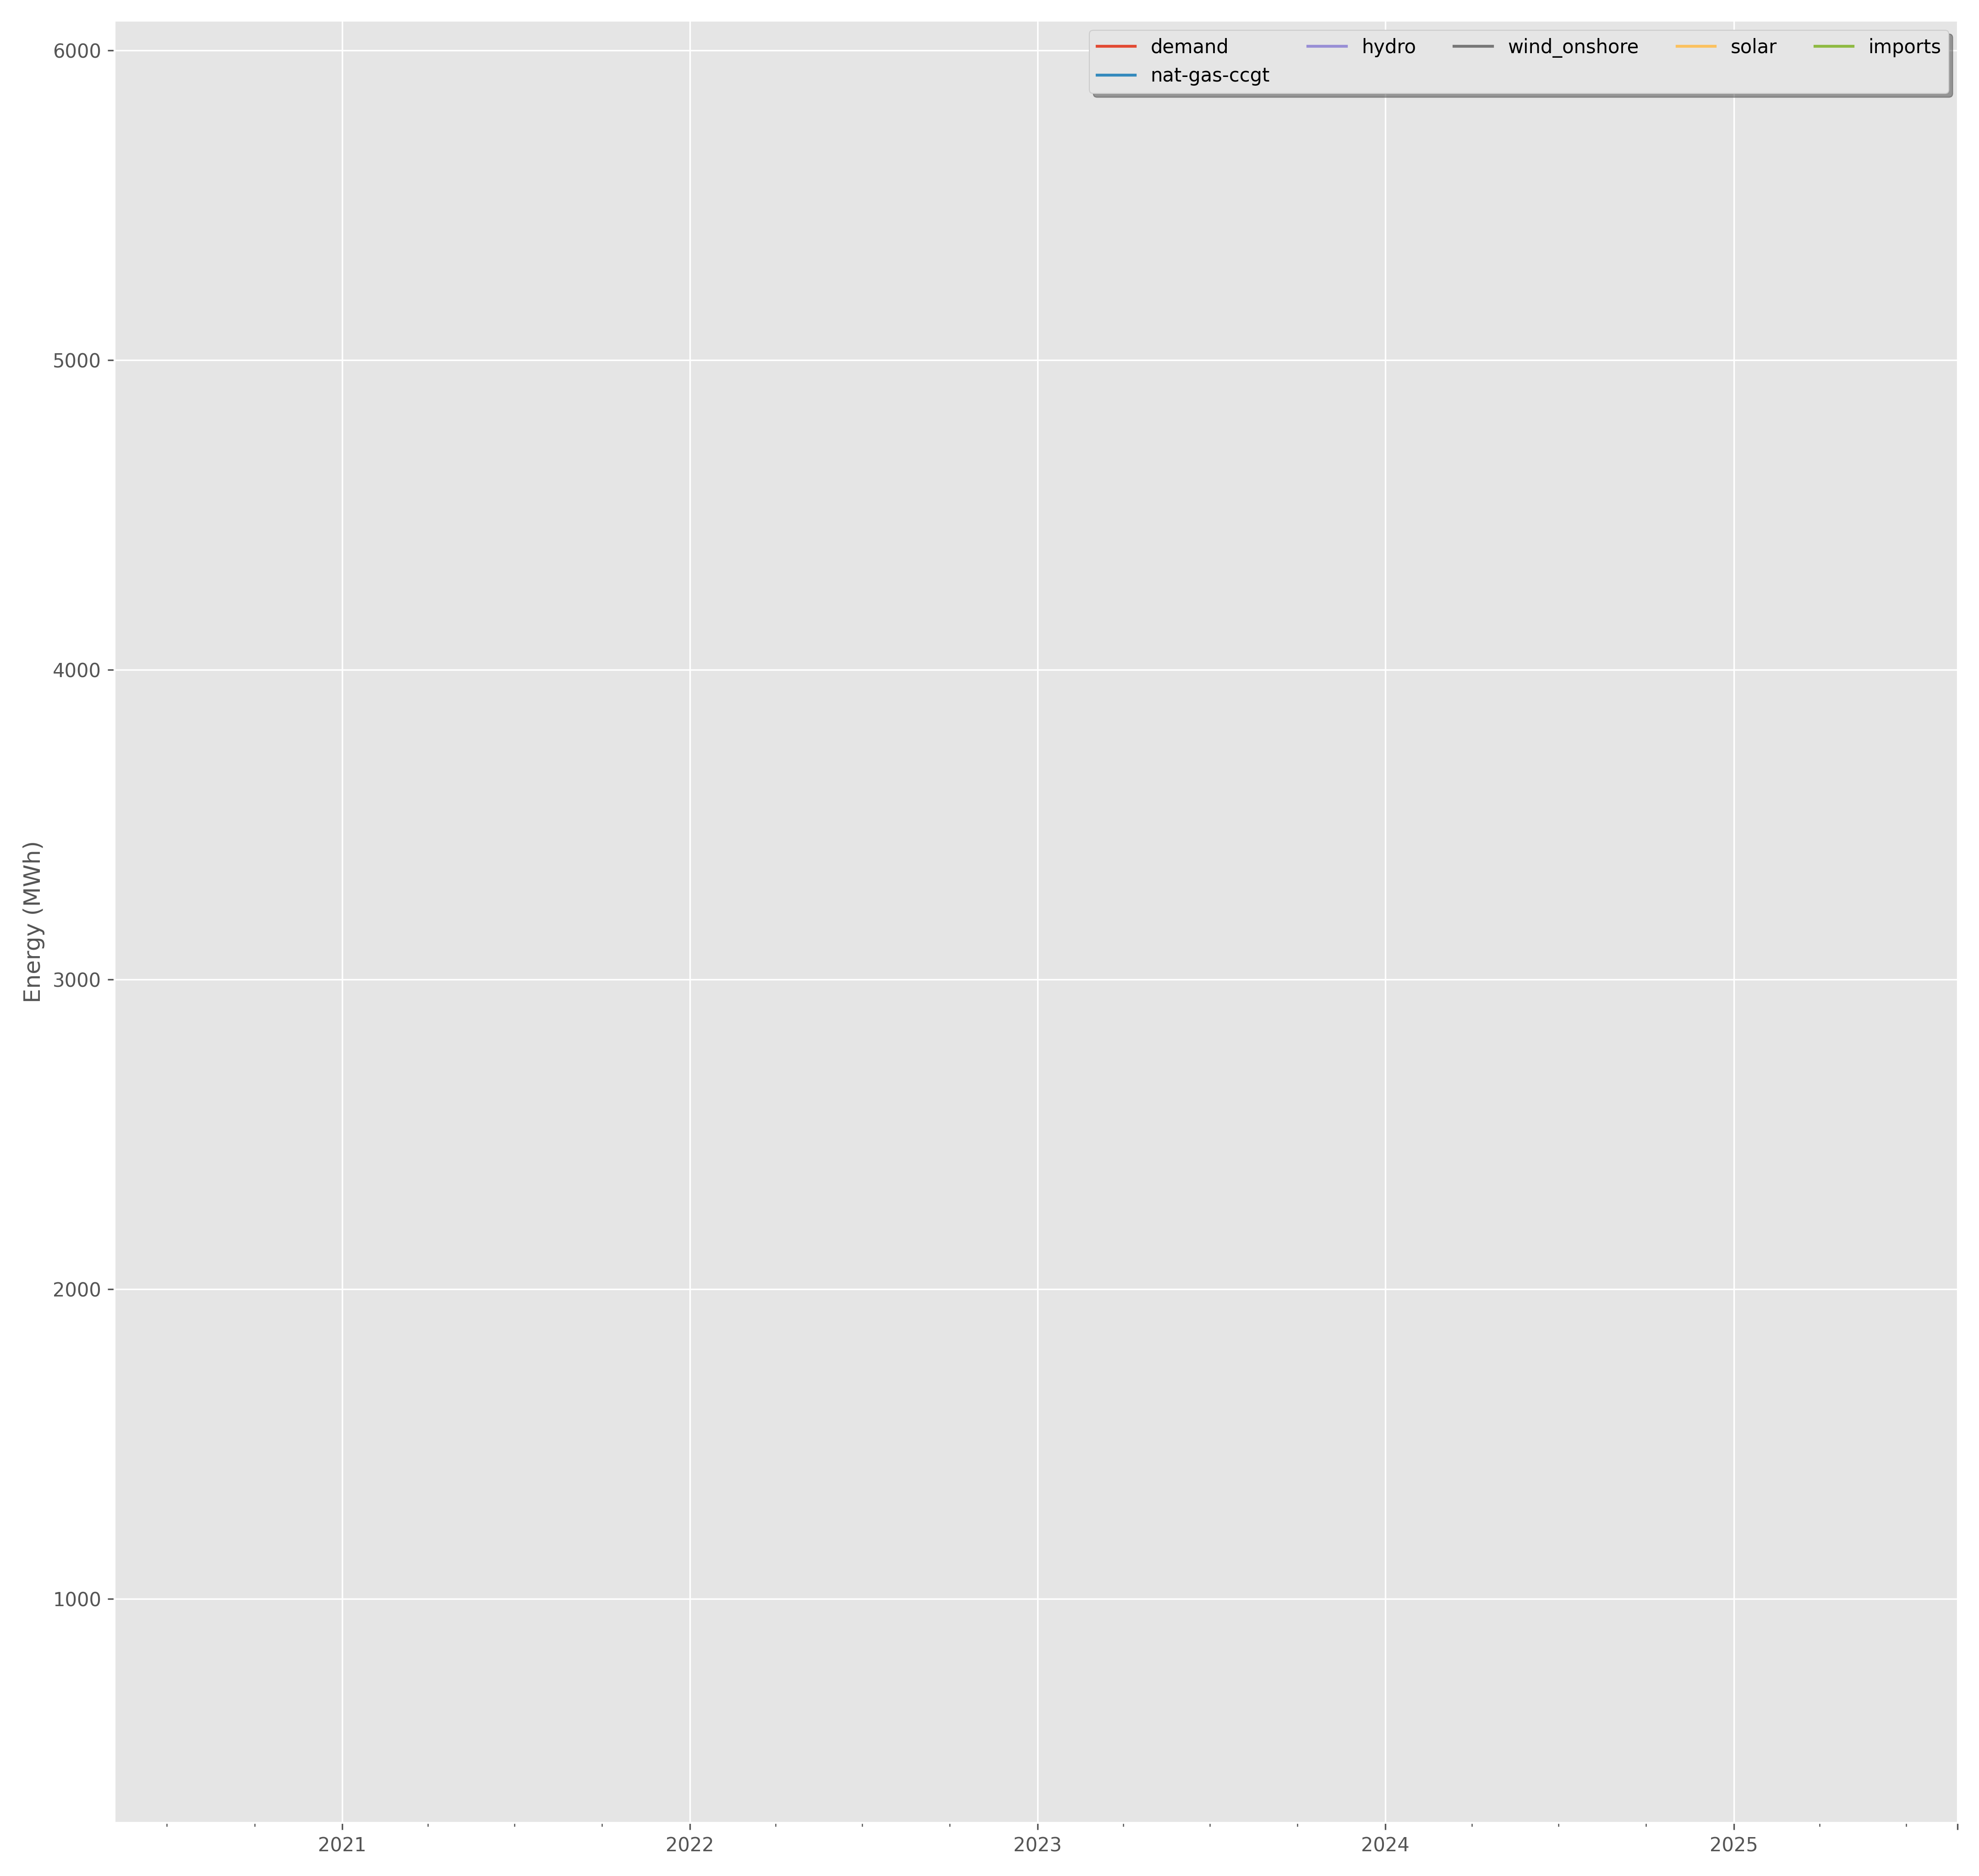 6000
5000
4000
3000
2000
1000
Energy (MWh)
demand
nat-gas-ccgt
hydro
wind_onshore
solar
imports
2021
2022
2023
2024
2025